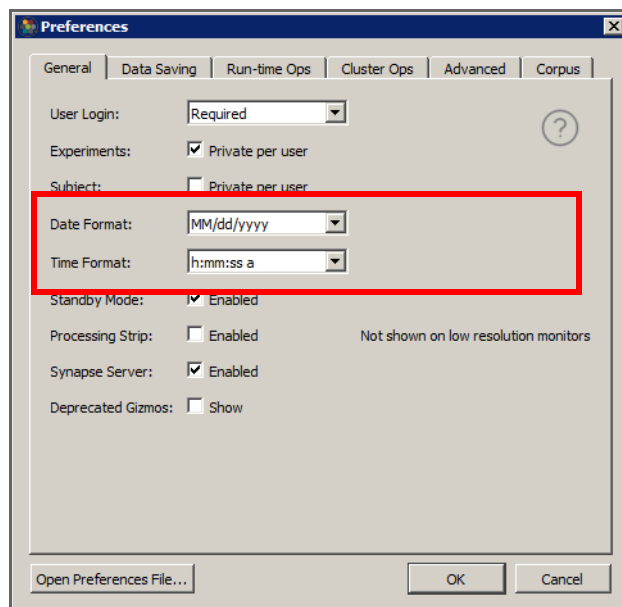 Preferences
General Data Saving Run-time Ops Cluster Ops Advanced Corpus
User Login: Required
?
Experiments: Private per user
Subject: Private per user
Date Format: MM/dd/yyyy
Time Format: h:mm:ss a
Standby Mode: Enabled
Processing Strip: Enabled Not shown on low resolution monitors
Synapse Server: Enabled
Deprecated Gizmos: Show
Open Preferences File... OK Cancel